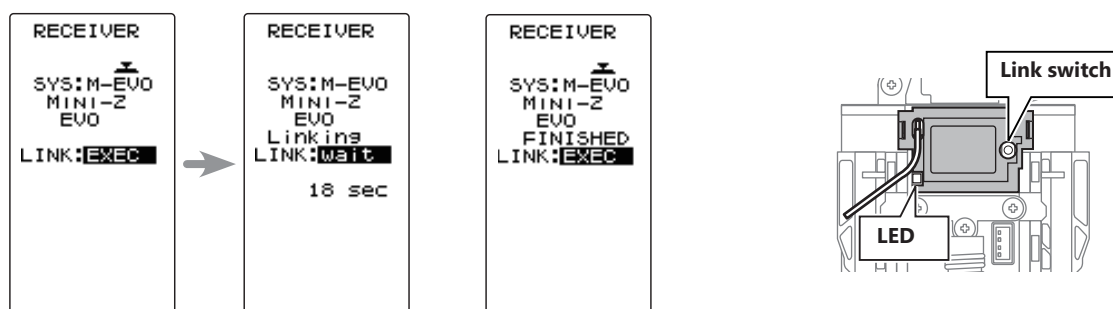 RECEIVER
SYS:M-EVO
MINI-Z
EVO
LINK:EXEC
RECEIVER
SYS:M-EVO
MINI-Z
EVO
Linking
LINK:wait
18 sec
RECEIVER
SYS:M-EVO
MINI-Z
EVO
FINISHED
LINK:EXEC
Link switch
LED